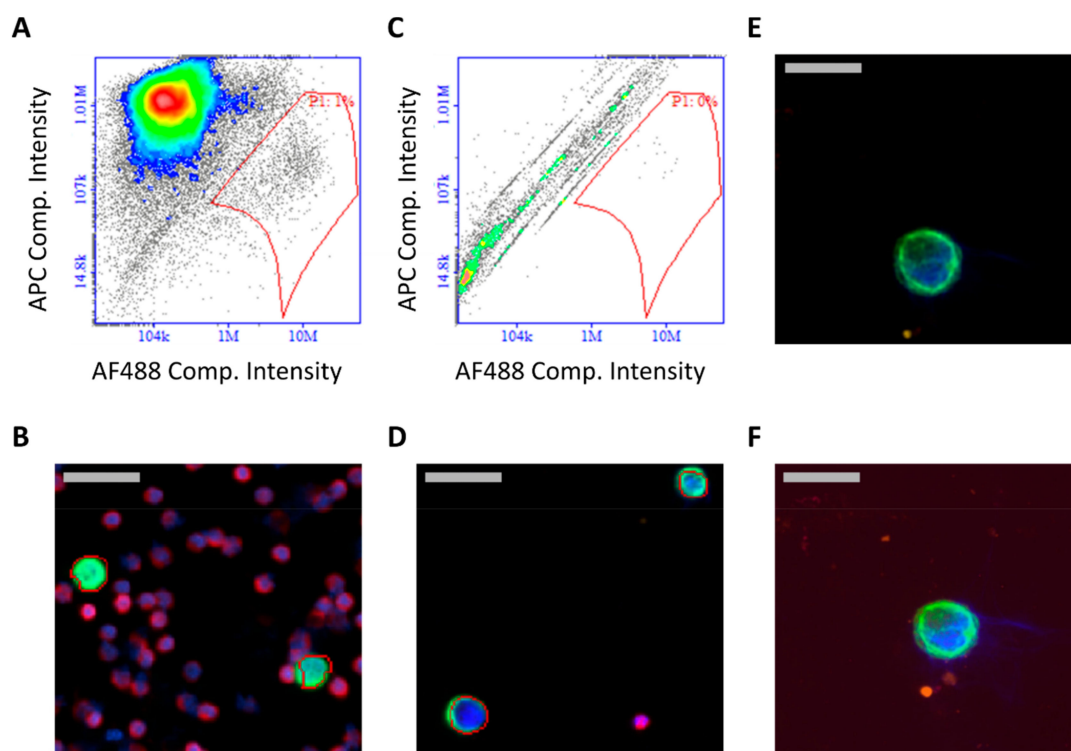 A
C
E
P1: 1%
P1: 0%
1.01M
107k
14.8k
APC Comp. Intensity
1.01M
107k
14.8k
APC Comp. Intensity
104k
1M
10M
104k
1M
10M
AF488 Comp. Intensity
AF488 Comp. Intensity
B
D
F